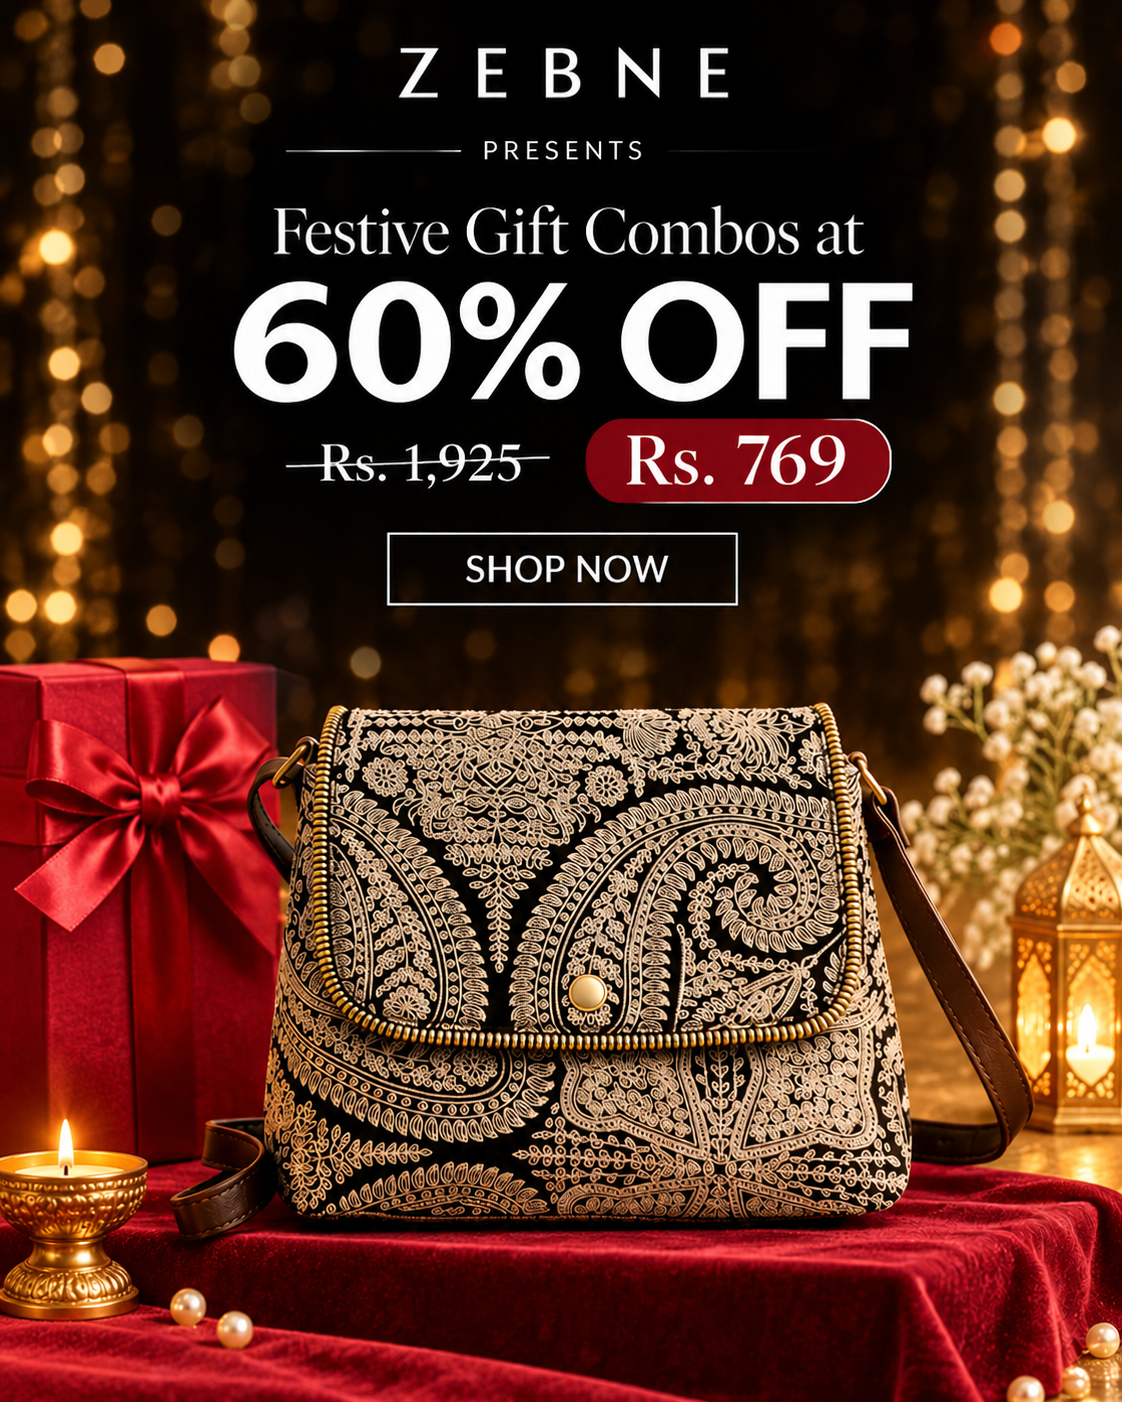 ZEBNE
PRESENTS
Festive Gift Combos at
60% OFF
Rs. 1,925 Rs. 769
SHOP NOW